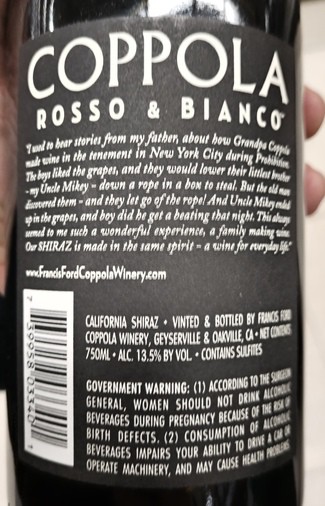 COPPOLA
ROSSO & BIANCO™
"I used to hear stories from my father, about how Grandpa Coppola
made wine in the tenement in New York City during Prohibition.
The boys liked the grapes, and they would lower their littlest brother
- my Uncle Mikey - down a rope in a box to steal. But the old man
discovered them - and they let go of the rope! And Uncle Mikey ended
up in the grapes, and boy did he get a beating that night. This always
seemed to me such a wonderful experience, a family making wine.
Our SHIRAZ is made in the same spirit - a wine for everyday life."
www.FrancisFordCoppolaWinery.com
CALIFORNIA SHIRAZ • VINTED & BOTTLED BY FRANCIS FORD
COPPOLA WINERY, GEYSERVILLE & OAKVILLE, CA • NET CONTENTS
750ML • ALC. 13.5% BY VOL. • CONTAINS SULFITES
GOVERNMENT WARNING: (1) ACCORDING TO THE SURGEON
GENERAL, WOMEN SHOULD NOT DRINK ALCOHOLIC
BEVERAGES DURING PREGNANCY BECAUSE OF THE RISK OF
BIRTH DEFECTS. (2) CONSUMPTION OF ALCOHOLIC
BEVERAGES IMPAIRS YOUR ABILITY TO DRIVE A CAR OR
OPERATE MACHINERY, AND MAY CAUSE HEALTH PROBLEMS.